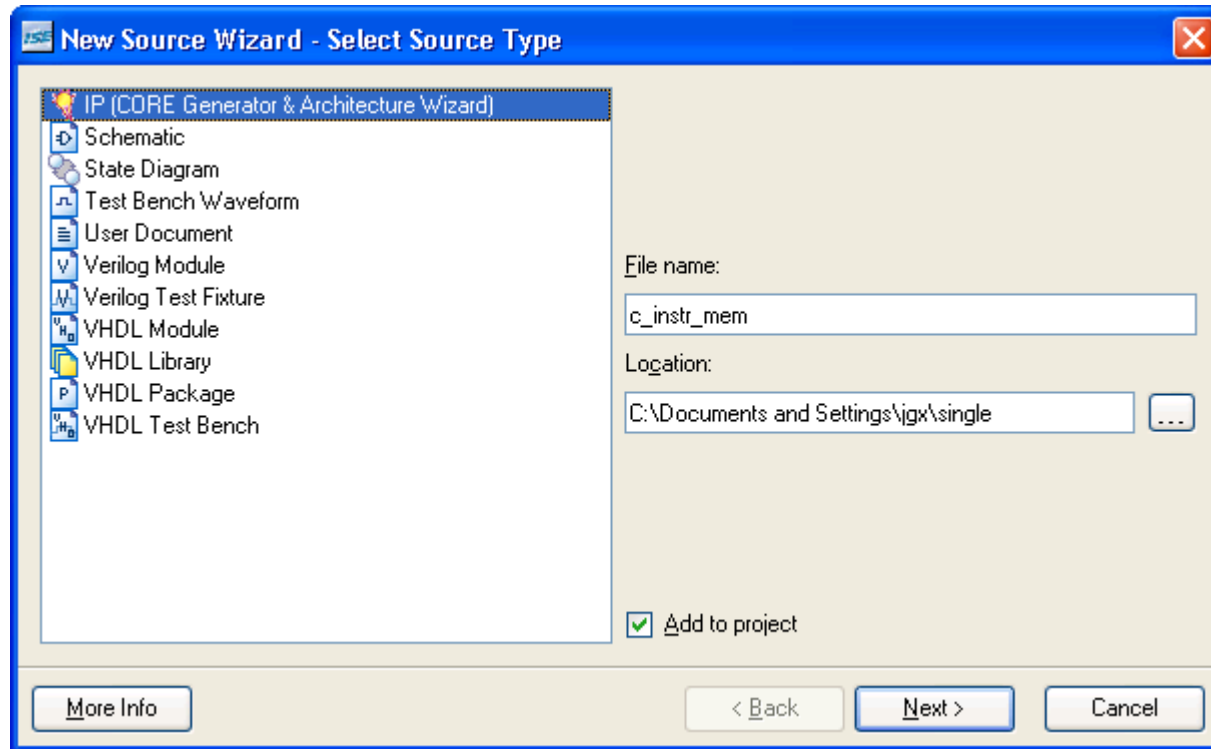 ISE New Source Wizard - Select Source Type
IP (CORE Generator & Architecture Wizard)
Schematic
State Diagram
Test Bench Waveform
User Document
Verilog Module
Verilog Test Fixture
VHDL Module
VHDL Library
VHDL Package
VHDL Test Bench
File name:
c_instr_mem
Location:
C:\Documents and Settings\jgx\single
...
Add to project
More Info
< Back
Next >
Cancel